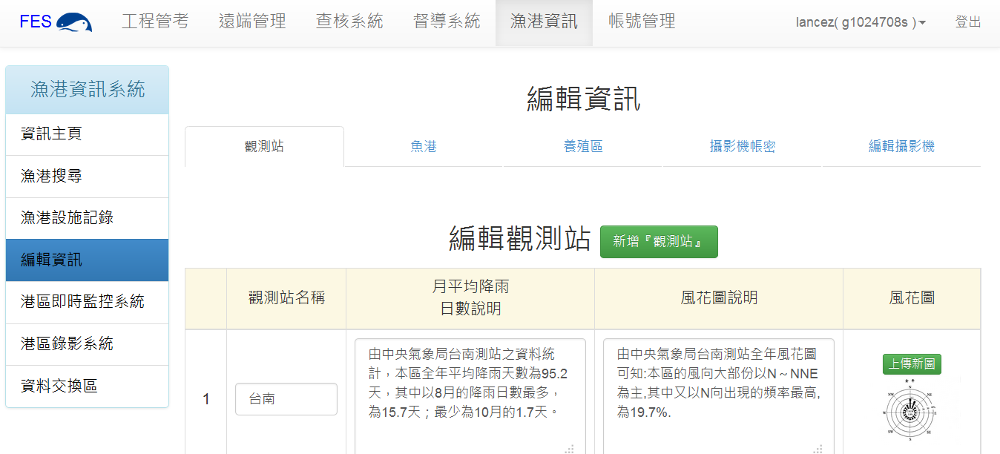 FES 工程管考 遠端管理 查核系統 督導系統 漁港資訊 帳號管理 lancez( g1024708s ) 登出
漁港資訊系統
資訊主頁
漁港搜尋
漁港設施記錄
編輯資訊
港區即時監控系統
港區錄影系統
資料交換區
編輯資訊
觀測站 魚港 養殖區 攝影機帳密 編輯攝影機
編輯觀測站 新增『觀測站』
觀測站名稱
月平均降雨
日數說明
風花圖說明
風花圖
1
台南
由中央氣象局台南測站之資料統
計，本區全年平均降雨天數為95.2
天，其中以8月的降雨日數最多，
為15.7天；最少為10月的1.7天。
由中央氣象局台南測站全年風花圖
可知:本區的風向大部份以N～NNE
為主,其中又以N向出現的頻率最高,
為19.7%.
上傳新圖
全年
N
NW NE
W E
SW SE
S